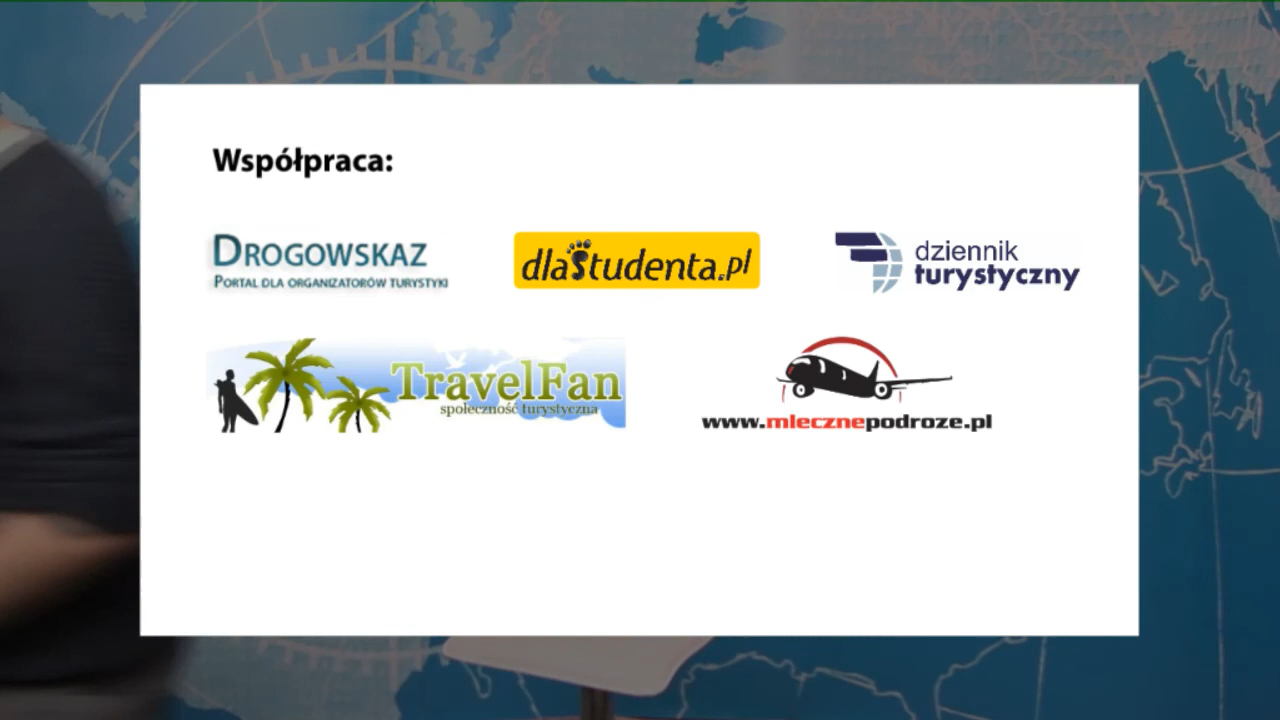 Współpraca:
DROGOWSKAZ
PORTAL DLA ORGANIZATORÓW TURYSTYKI
dlaStudenta.pl
dziennik
turystyczny
TravelFan
społeczność turystyczna
www.mlecznepodroze.pl